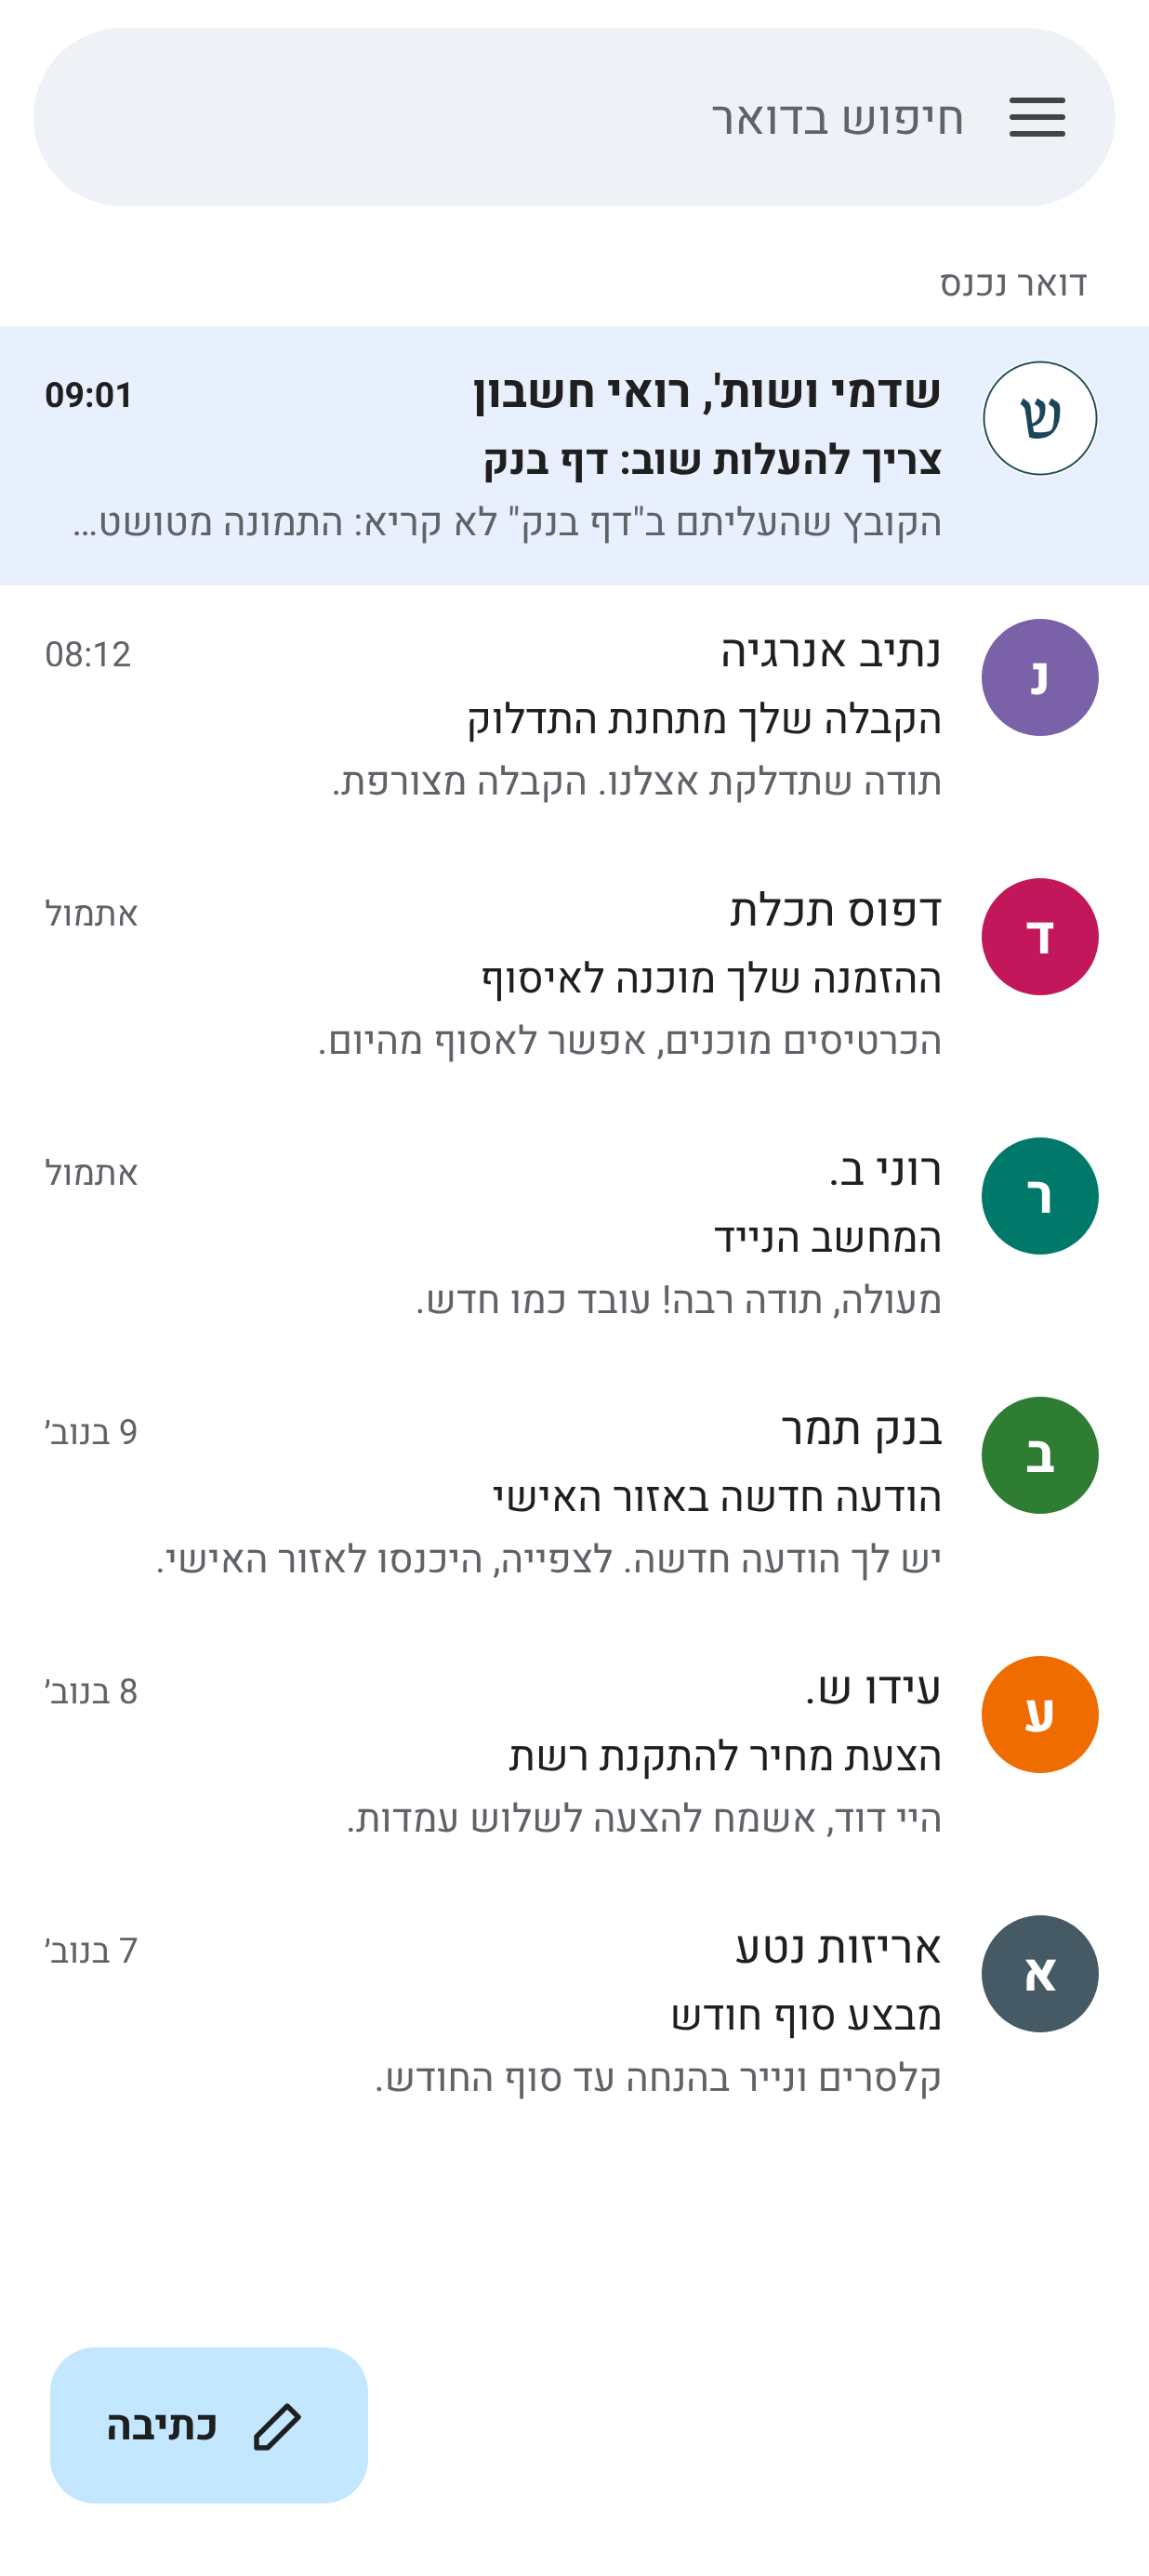 חיפוש בדואר
דואר נכנס
ש
שדמי ושות', רואי חשבון
09:01
צריך להעלות שוב: דף בנק
הקובץ שהעליתם ב"דף בנק" לא קריא: התמונה מטושט...
נ
נתיב אנרגיה
08:12
הקבלה שלך מתחנת התדלוק
תודה שתדלקת אצלנו. הקבלה מצורפת.
ד
דפוס תכלת
אתמול
ההזמנה שלך מוכנה לאיסוף
הכרטיסים מוכנים, אפשר לאסוף מהיום.
ר
רוני ב.
אתמול
המחשב הנייד
מעולה, תודה רבה! עובד כמו חדש.
ב
בנק תמר
9 בנוב׳
הודעה חדשה באזור האישי
יש לך הודעה חדשה. לצפייה, היכנסו לאזור האישי.
ע
עידו ש.
8 בנוב׳
הצעת מחיר להתקנת רשת
היי דוד, אשמח להצעה לשלוש עמדות.
א
אריזות נטע
7 בנוב׳
מבצע סוף חודש
קלסרים ונייר בהנחה עד סוף החודש.
כתיבה